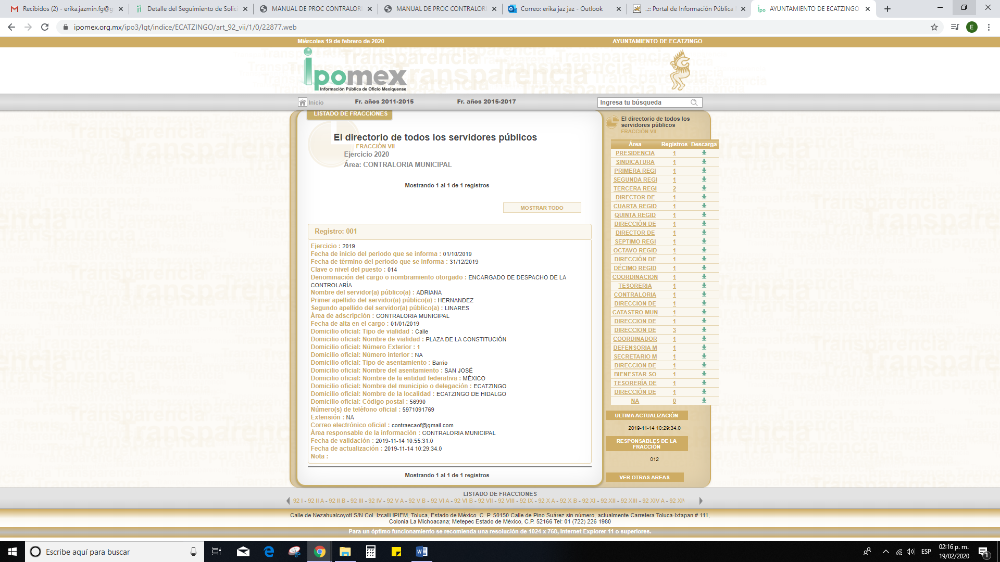 Recibidos (2) - erika.jazmin.fg@g
Detalle del Seguimiento de Solic
MANUAL DE PROC CONTRALOR
MANUAL DE PROC CONTRALOR
Correo: erika jaz jaz - Outlook
..:: Portal de Información Pública
AYUNTAMIENTO DE ECATZINGO
ipomex.org.mx/ipo3/lgt/indice/ECATZINGO/art_92_vii/1/0/22877.web
E
Miércoles 19 de febrero de 2020
AYUNTAMIENTO DE ECATZINGO
ipomex
Información Pública de Oficio Mexiquense
Transparencia
Inicio
Fr. años 2011-2015
Fr. años 2015-2017
Ingresa tu búsqueda
LISTADO DE FRACCIONES
El directorio de todos los servidores públicos
FRACCIÓN VII
Ejercicio 2020
Área: CONTRALORIA MUNICIPAL
Mostrando 1 al 1 de 1 registros
MOSTRAR TODO
Registro: 001
Ejercicio : 2019
Fecha de inicio del periodo que se informa : 01/10/2019
Fecha de término del periodo que se informa : 31/12/2019
Clave o nivel del puesto : 014
Denominación del cargo o nombramiento otorgado : ENCARGADO DE DESPACHO DE LA
CONTROLARÍA
Nombre del servidor(a) público(a) : ADRIANA
Primer apellido del servidor(a) público(a) : HERNANDEZ
Segundo apellido del servidor(a) público(a) : LINARES
Área de adscripción : CONTRALORIA MUNICIPAL
Fecha de alta en el cargo : 01/01/2019
Domicilio oficial: Tipo de vialidad : Calle
Domicilio oficial: Nombre de vialidad : PLAZA DE LA CONSTITUCIÓN
Domicilio oficial: Número Exterior : 1
Domicilio oficial: Número interior : NA
Domicilio oficial: Tipo de asentamiento : Barrio
Domicilio oficial: Nombre del asentamiento : SAN JOSÉ
Domicilio oficial: Nombre de la entidad federativa : MÉXICO
Domicilio oficial: Nombre del municipio o delegación : ECATZINGO
Domicilio oficial: Nombre de la localidad : ECATZINGO DE HIDALGO
Domicilio oficial: Código postal : 56990
Número(s) de teléfono oficial : 5971091769
Extensión : NA
Correo electrónico oficial : contraecaof@gmail.com
Área responsable de la información : CONTRALORIA MUNICIPAL
Fecha de validación : 2019-11-14 10:55:31.0
Fecha de actualización : 2019-11-14 10:29:34.0
Nota :
Mostrando 1 al 1 de 1 registros
El directorio de todos los
servidores públicos
FRACCIÓN VII
Área Registros Descarga
PRESIDENCIA 1
SINDICATURA 1
PRIMERA REGI 1
SEGUNDA REGI 1
TERCERA REGI 2
DIRECTOR DE 1
CUARTA REGID 1
QUINTA REGID 1
DIRECCIÓN DE 1
DIRECTOR DE 1
SEPTIMO REGI 1
OCTAVO REGID 1
DIRECCIÓN DE 1
DÉCIMO REGID 1
COORDINACION 1
TESORERIA 1
CONTRALORIA 1
DIRECCION DE 1
CATASTRO MUN 1
DIRECCION DE 1
DIRECCION DE 3
COORDINADOR 1
DEFENSORIA M 1
SECRETARIO M 1
DIRECCION DE 1
BIENESTAR SO 1
TESORERÍA DE 1
DIRECCIÓN DE 1
NA 0
ULTIMA ACTUALIZACIÓN
2019-11-14 10:29:34.0
RESPONSABLES DE LA
FRACCIÓN
012
VER OTRAS AREAS
LISTADO DE FRACCIONES
92 I - 92 II A - 92 II B - 92 III - 92 IV - 92 V A - 92 V B - 92 VI A - 92 VI B - 92 VII - 92 VIII - 92 IX - 92 X A - 92 X B - 92 XI - 92 XII - 92 XIII - 92 XIV A - 92 XIV
Calle de Nezahualcoyotl S/N Col. Izcalli IPIEM, Toluca, Estado de México. C. P. 50150 Calle de Pino Suárez sin número, actualmente Carretera Toluca-Ixtapan # 111,
Colonia La Michoacana; Metepec Estado de México, C.P. 52166 Tel: 01 (722) 226 1980
Para un óptimo funcionamiento se recomienda una resolución de 1024 x 768, Internet Explorer 11 o superiores.
Escribe aquí para buscar
ESP
02:16 p. m.
19/02/2020
1